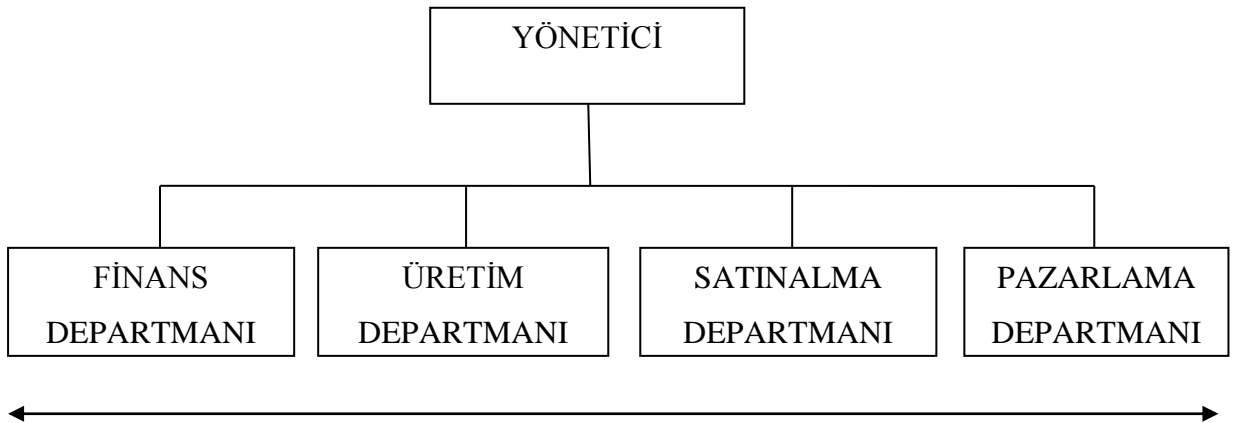 YÖNETİCİ
FİNANS
DEPARTMANI
ÜRETİM
DEPARTMANI
SATINALMA
DEPARTMANI
PAZARLAMA
DEPARTMANI